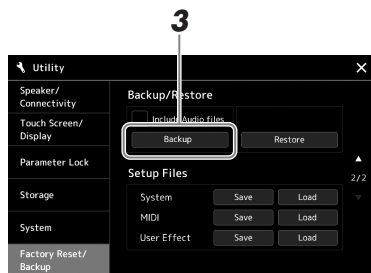 3
Utility
Speaker/
Connectivity
Touch Screen/
Display
Parameter Lock
Storage
System
Factory Reset/
Backup
Backup/Restore
Include Audio files
Backup
Restore
2/2
Setup Files
System
Save
Load
MIDI
Save
Load
User Effect
Save
Load